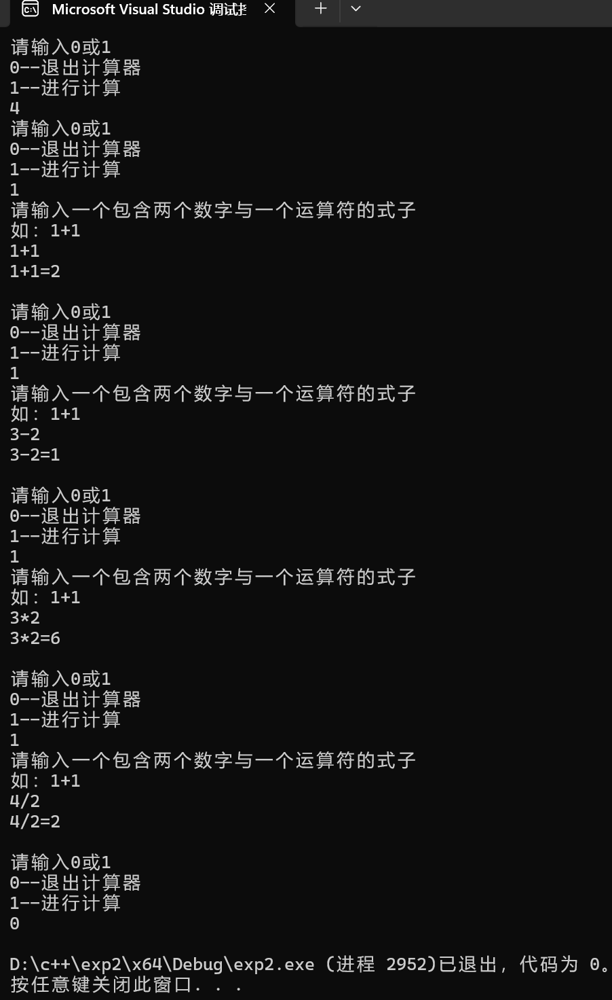 Microsoft Visual Studio 调试
请输入0或1
0--退出计算器
1--进行计算
4
请输入0或1
0--退出计算器
1--进行计算
1
请输入一个包含两个数字与一个运算符的式子
如：1+1
1+1
1+1=2
请输入0或1
0--退出计算器
1--进行计算
1
请输入一个包含两个数字与一个运算符的式子
如：1+1
3-2
3-2=1
请输入0或1
0--退出计算器
1--进行计算
1
请输入一个包含两个数字与一个运算符的式子
如：1+1
3*2
3*2=6
请输入0或1
0--退出计算器
1--进行计算
1
请输入一个包含两个数字与一个运算符的式子
如：1+1
4/2
4/2=2
请输入0或1
0--退出计算器
1--进行计算
0
D:\c++\exp2\x64\Debug\exp2.exe (进程 2952)已退出，代码为 0。
按任意键关闭此窗口. . .